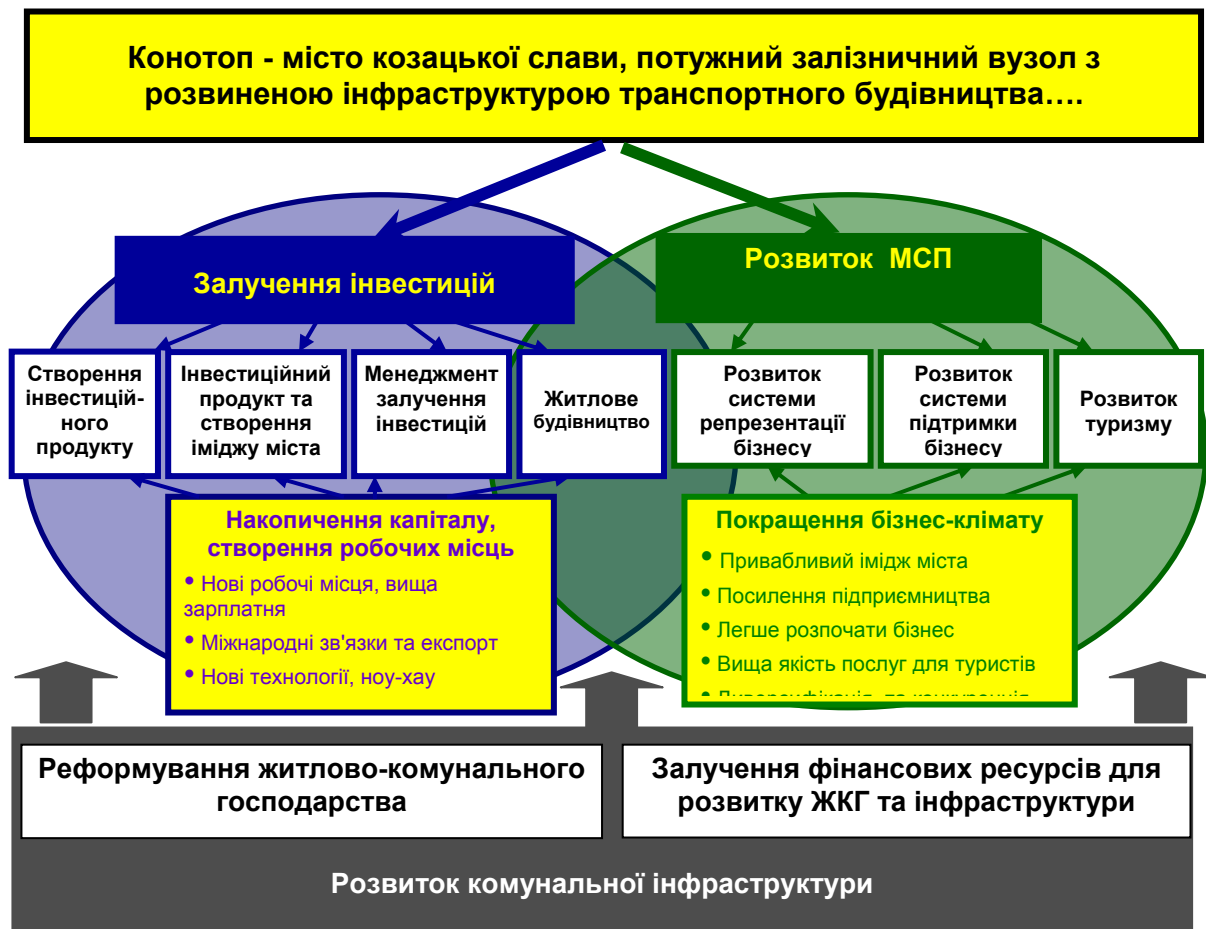 Конотоп - місто козацької слави, потужний залізничний вузол з
розвиненою інфраструктурою транспортного будівництва….
Залучення інвестицій
Розвиток МСП
Створення
інвестицій-
ного
продукту
Інвестиційний
продукт та
створення
іміджу міста
Менеджмент
залучення
інвестицій
Житлове
будівництво
Розвиток
системи
репрезентації
бізнесу
Розвиток
системи
підтримки
бізнесу
Розвиток
туризму
Накопичення капіталу,
створення робочих місць
• Нові робочі місця, вища
зарплатня
• Міжнародні зв'язки та експорт
• Нові технології, ноу-хау
Покращення бізнес-клімату
• Привабливий імідж міста
• Посилення підприємництва
• Легше розпочати бізнес
• Вища якість послуг для туристів
• Диверсифікація та конкуренція
Реформування житлово-комунального
господарства
Залучення фінансових ресурсів для
розвитку ЖКГ та інфраструктури
Розвиток комунальної інфраструктури